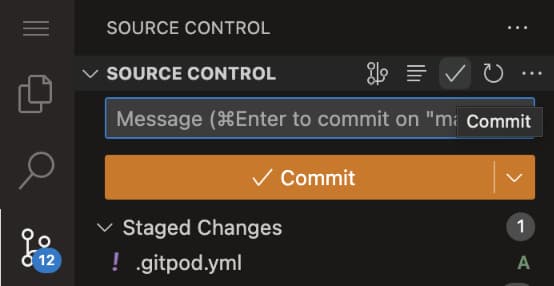 SOURCE CONTROL
SOURCE CONTROL
Message (⌘Enter to commit on "ma
Commit
Commit
Staged Changes 1
! .gitpod.yml A
12